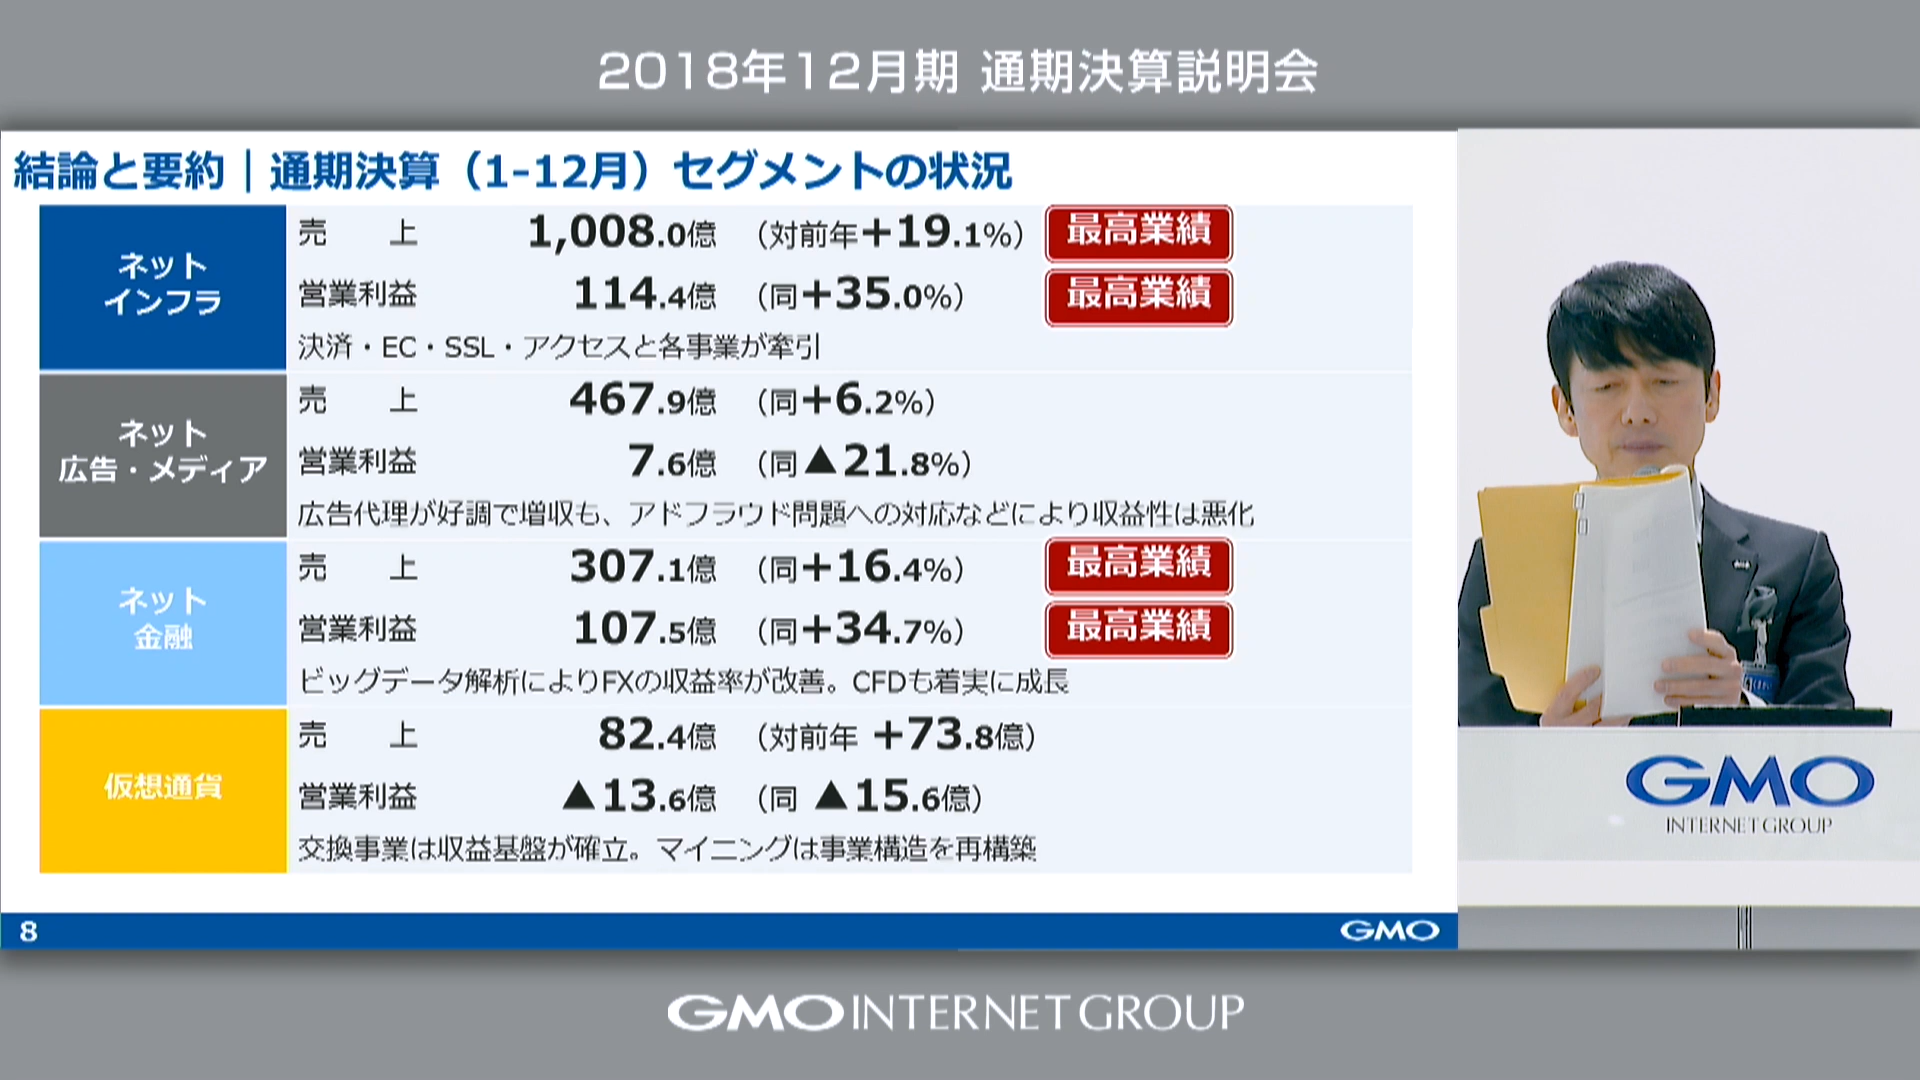 2018年12月期 通期決算説明会
結論と要約｜通期決算（1-12月）セグメントの状況
ネット
インフラ
売 上 1,008.0億 （対前年+19.1%） 最高業績
営業利益 114.4億 （同+35.0%） 最高業績
決済・EC・SSL・アクセスと各事業が牽引
ネット
広告・メディア
売 上 467.9億 （同+6.2%）
営業利益 7.6億 （同▲21.8%）
広告代理が好調で増収も、アドフラウド問題への対応などにより収益性は悪化
ネット
金融
売 上 307.1億 （同+16.4%） 最高業績
営業利益 107.5億 （同+34.7%） 最高業績
ビッグデータ解析によりFXの収益率が改善。CFDも着実に成長
仮想通貨
売 上 82.4億 （対前年 +73.8億）
営業利益 ▲13.6億 （同 ▲15.6億）
交換事業は収益基盤が確立。マイニングは事業構造を再構築
8
GMO
GMO
INTERNET GROUP
GMO INTERNET GROUP